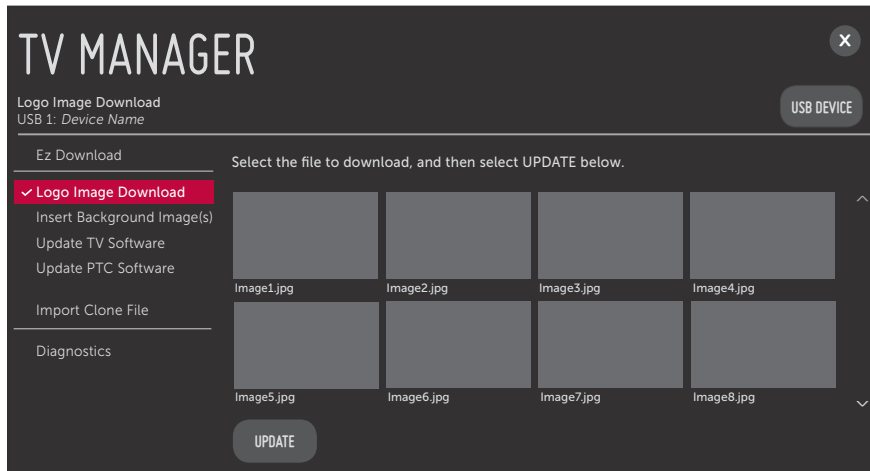 TV MANAGER
X
Logo Image Download
USB 1: Device Name
USB DEVICE
Ez Download
Select the file to download, and then select UPDATE below.
✓ Logo Image Download
Insert Background Image(s)
Update TV Software
Update PTC Software
Import Clone File
Diagnostics
Image1.jpg
Image2.jpg
Image3.jpg
Image4.jpg
Image5.jpg
Image6.jpg
Image7.jpg
Image8.jpg
UPDATE